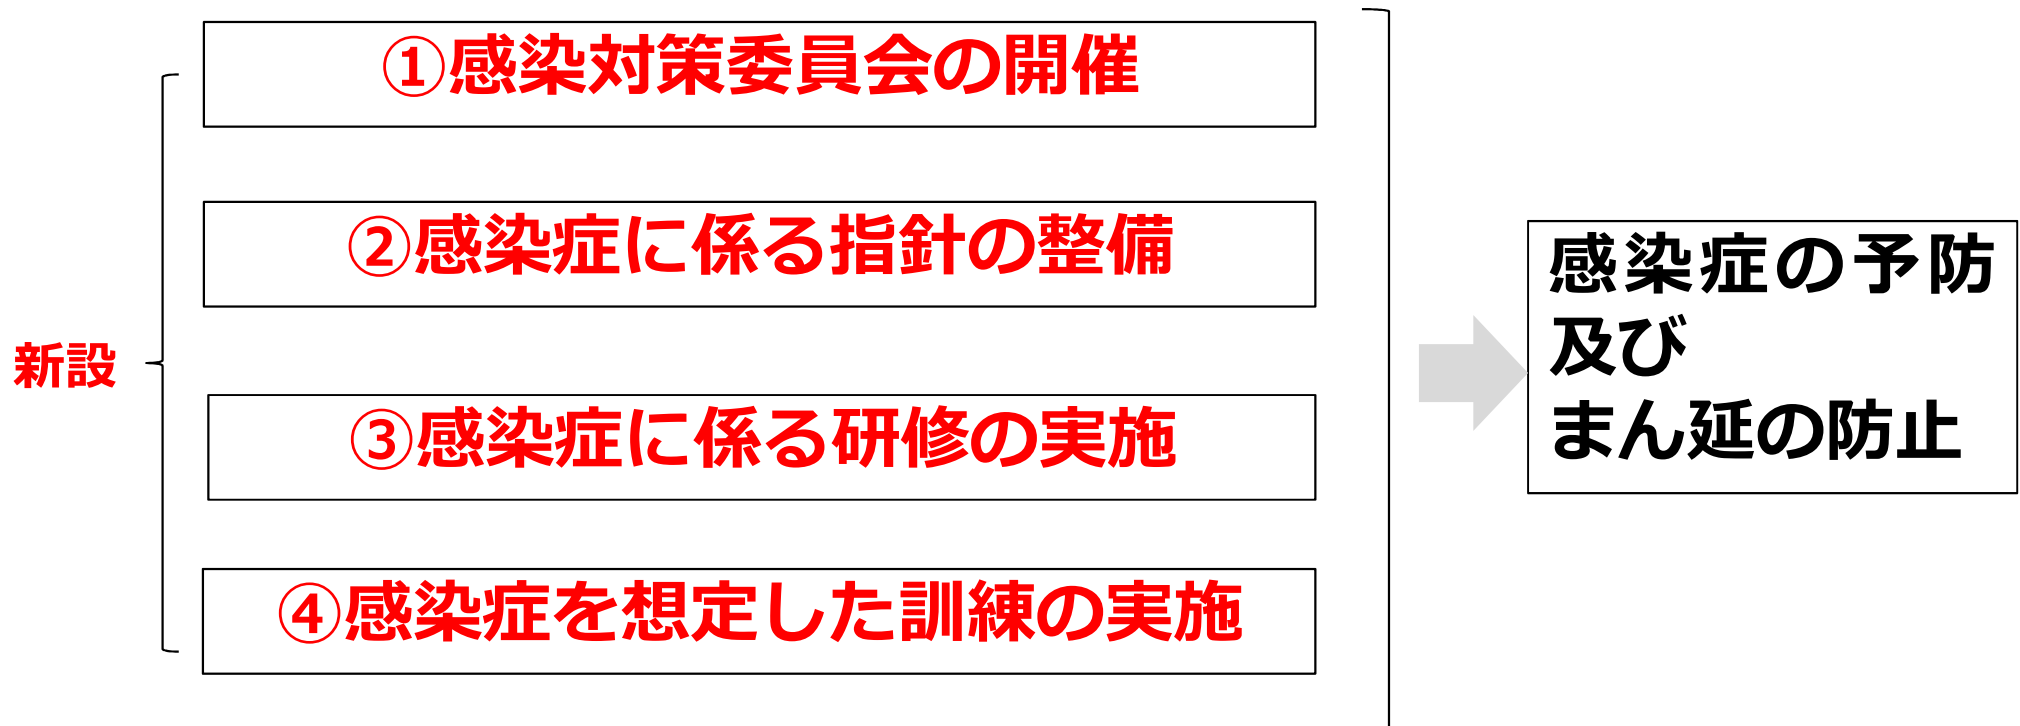 ①感染対策委員会の開催
②感染症に係る指針の整備
新設
③感染症に係る研修の実施
④感染症を想定した訓練の実施
感染症の予防
及び
まん延の防止